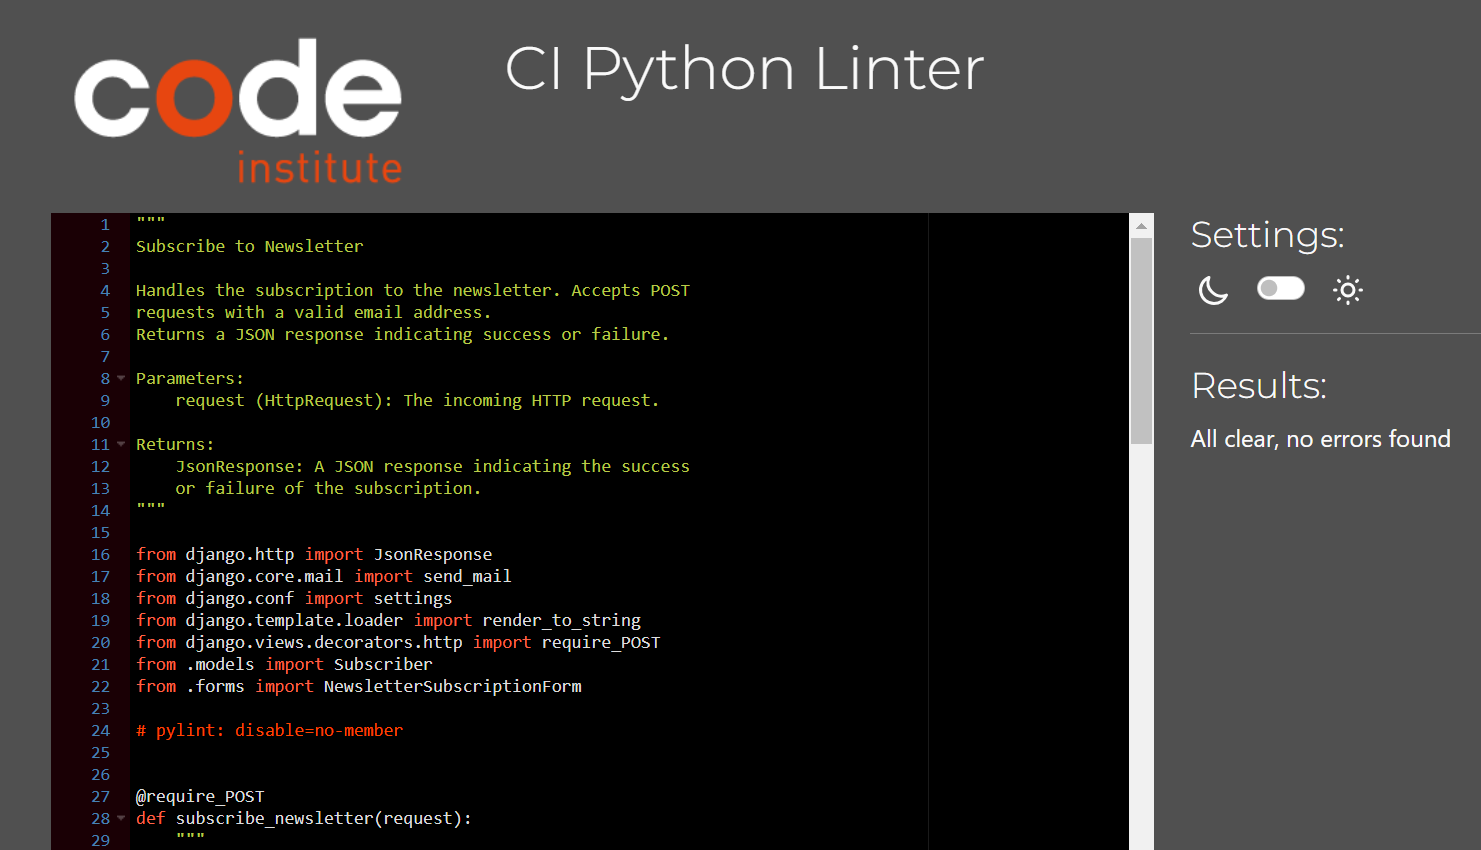 code
institute
CI Python Linter
1 """
2 Subscribe to Newsletter
3
4 Handles the subscription to the newsletter. Accepts POST
5 requests with a valid email address.
6 Returns a JSON response indicating success or failure.
7
8 Parameters:
9     request (HttpRequest): The incoming HTTP request.
10
11 Returns:
12     JsonResponse: A JSON response indicating the success
13     or failure of the subscription.
14 """
15
16 from django.http import JsonResponse
17 from django.core.mail import send_mail
18 from django.conf import settings
19 from django.template.loader import render_to_string
20 from django.views.decorators.http import require_POST
21 from .models import Subscriber
22 from .forms import NewsletterSubscriptionForm
23
24 # pylint: disable=no-member
25
26
27 @require_POST
28 def subscribe_newsletter(request):
29     """
Settings:
Results:
All clear, no errors found